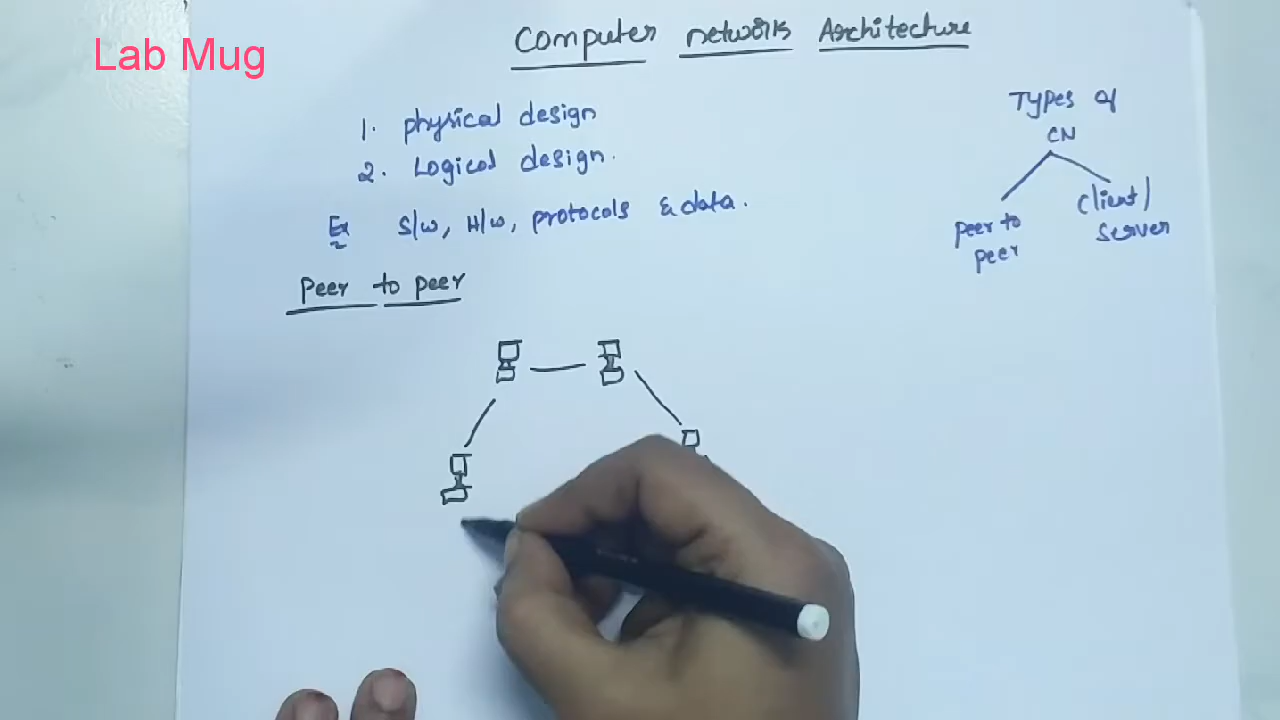 Lab Mug
Computer network Architecture
1. physical design
2. Logical design.
Ex S/w, H/w, protocols & data.
Types of
CN
peer to
peer
client/
server
Peer to peer